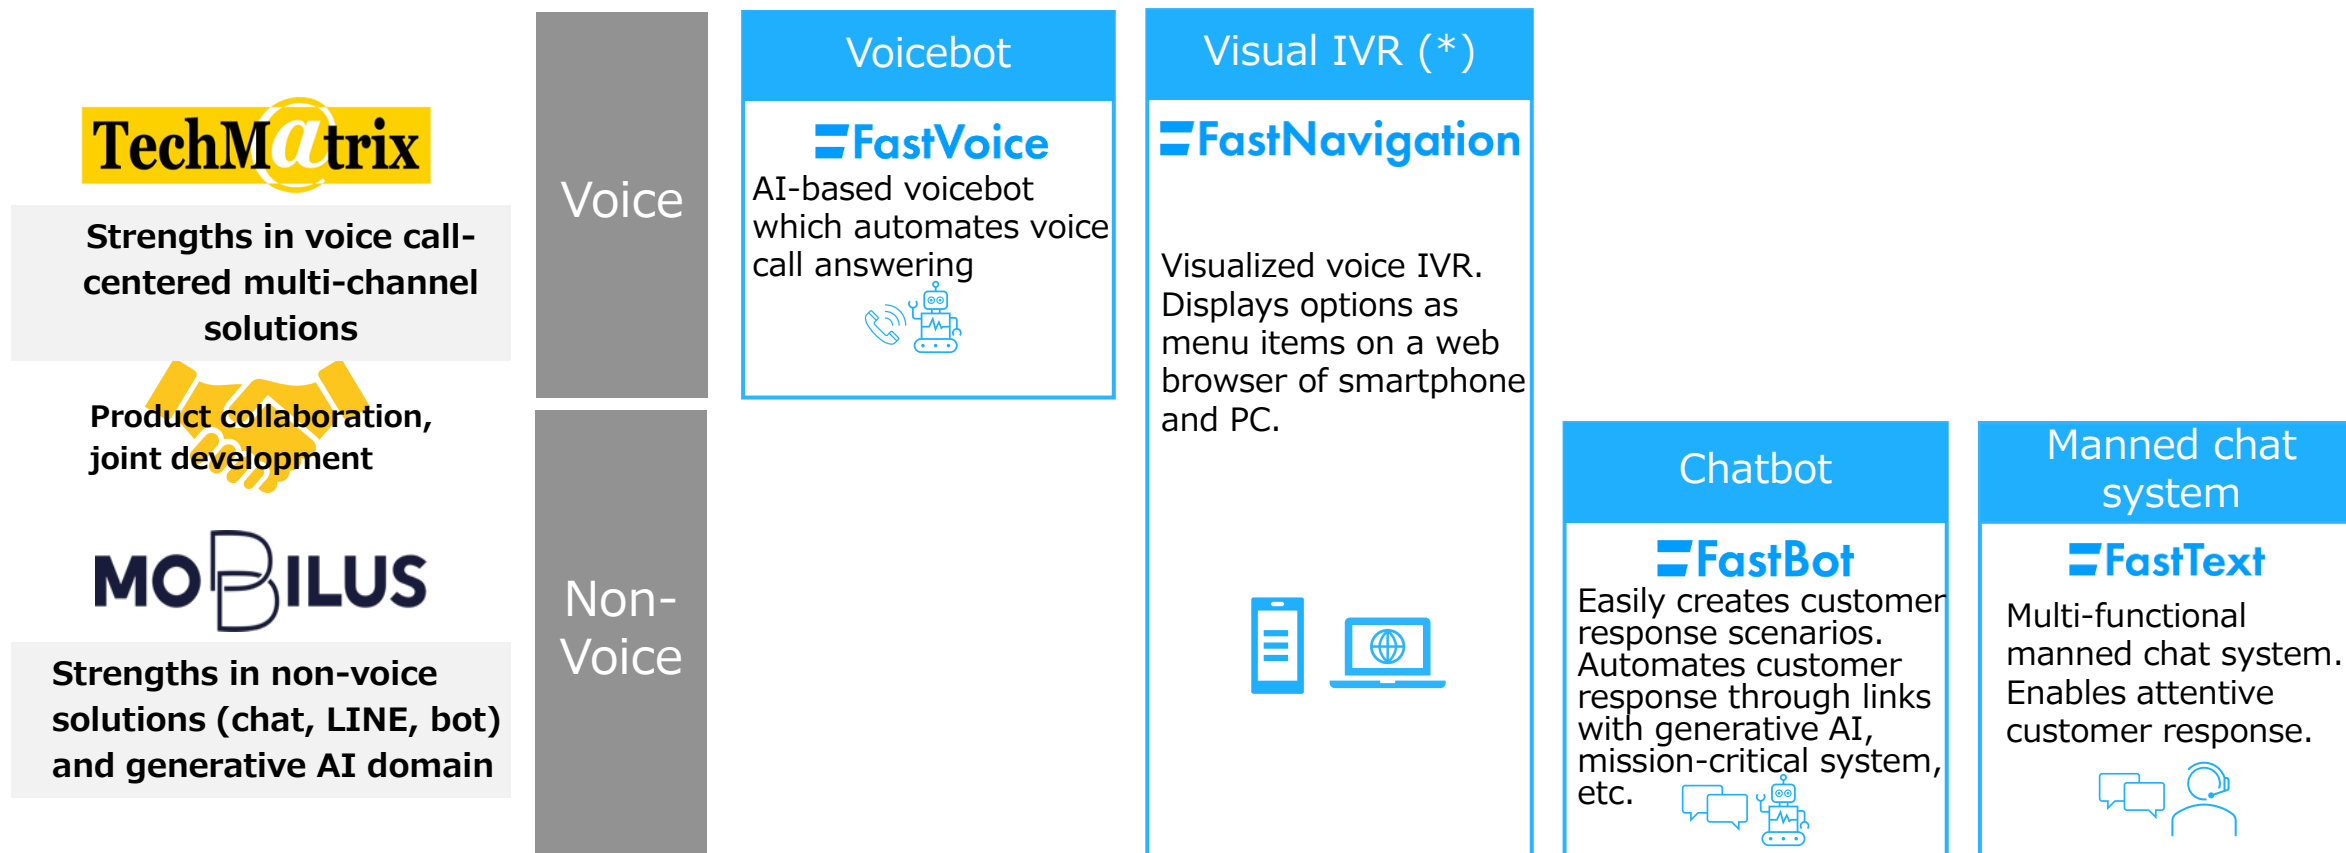 TechM@trix
Strengths in voice call-
centered multi-channel
solutions
Product collaboration,
joint development
MOBILUS
Strengths in non-voice
solutions (chat, LINE, bot)
and generative AI domain
Voice
Non-
Voice
Voicebot
FastVoice
AI-based voicebot
which automates voice
call answering
Visual IVR (*)
FastNavigation
Visualized voice IVR.
Displays options as
menu items on a web
browser of smartphone
and PC.
Chatbot
FastBot
Easily creates customer
response scenarios.
Automates customer
response through links
with generative AI,
mission-critical system,
etc.
Manned chat
system
FastText
Multi-functional
manned chat system.
Enables attentive
customer response.